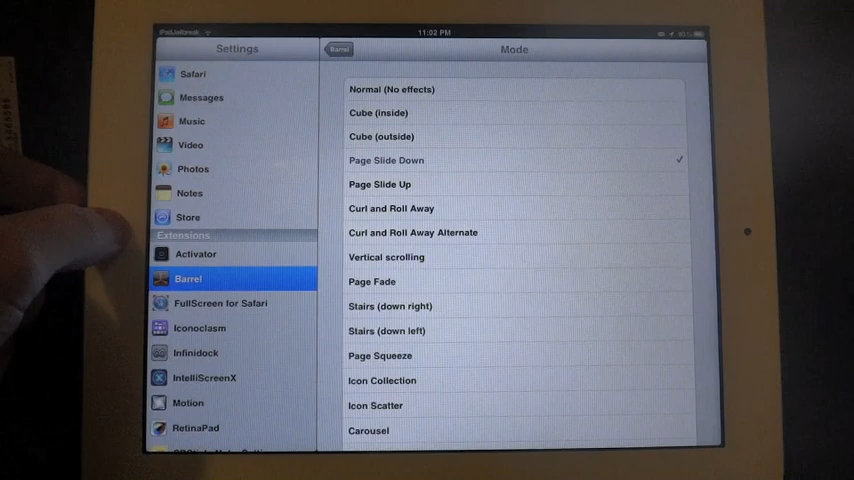 iPadJailbreak
11:02 PM
Settings
Barrel
Mode
Safari
Messages
Music
Video
Photos
Notes
Store
Extensions
Activator
Barrel
FullScreen for Safari
Iconoclasm
Infinidock
IntelliScreenX
Motion
RetinaPad
Normal (No effects)
Cube (inside)
Cube (outside)
Page Slide Down
Page Slide Up
Curl and Roll Away
Curl and Roll Away Alternate
Vertical scrolling
Page Fade
Stairs (down right)
Stairs (down left)
Page Squeeze
Icon Collection
Icon Scatter
Carousel